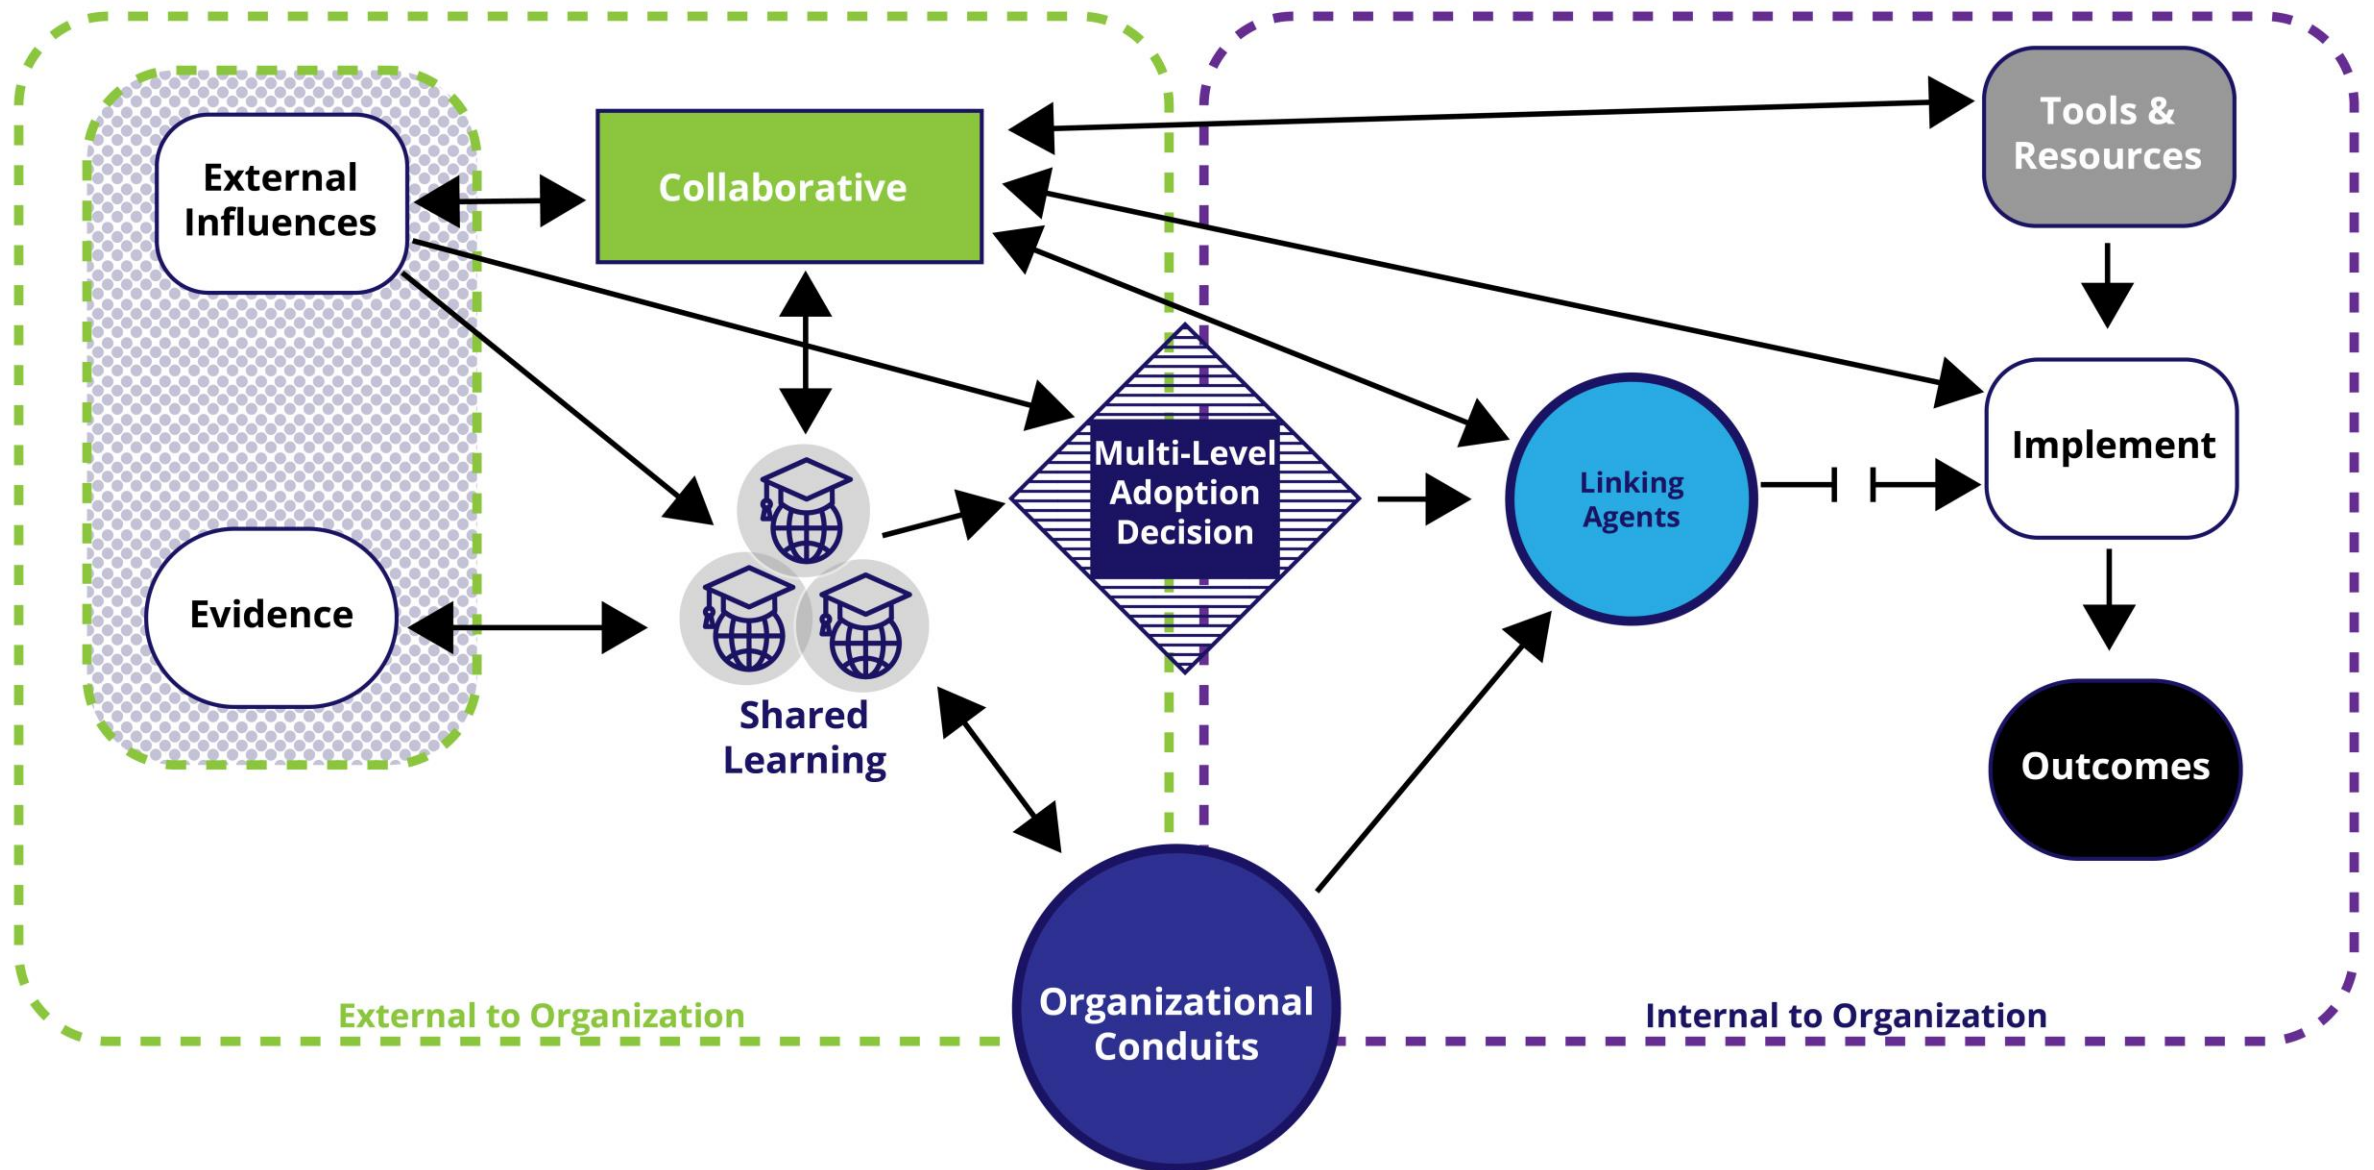 External
Influences
Collaborative
Tools &
Resources
Multi-Level
Adoption
Decision
Linking
Agents
Implement
Evidence
Shared
Learning
Outcomes
Organizational
Conduits
External to Organization
Internal to Organization